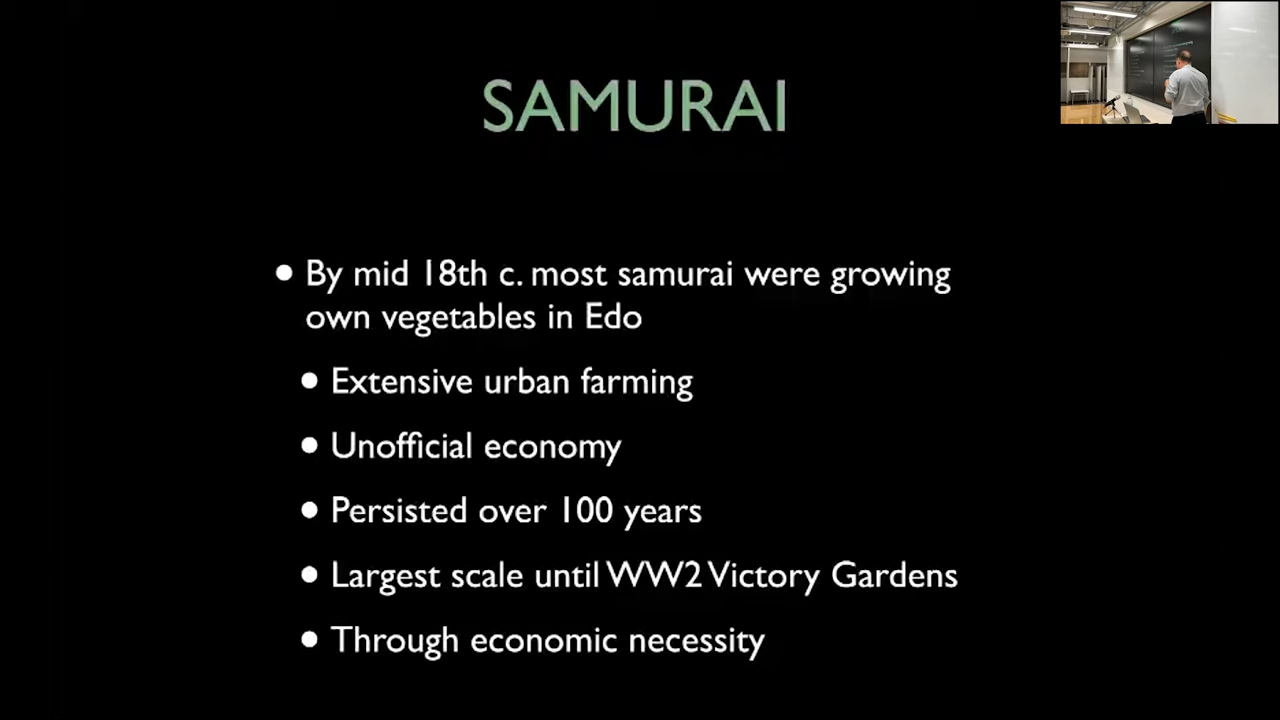 SAMURAI
● By mid 18th c. most samurai were growing
own vegetables in Edo
● Extensive urban farming
● Unofficial economy
● Persisted over 100 years
● Largest scale until WW2 Victory Gardens
● Through economic necessity